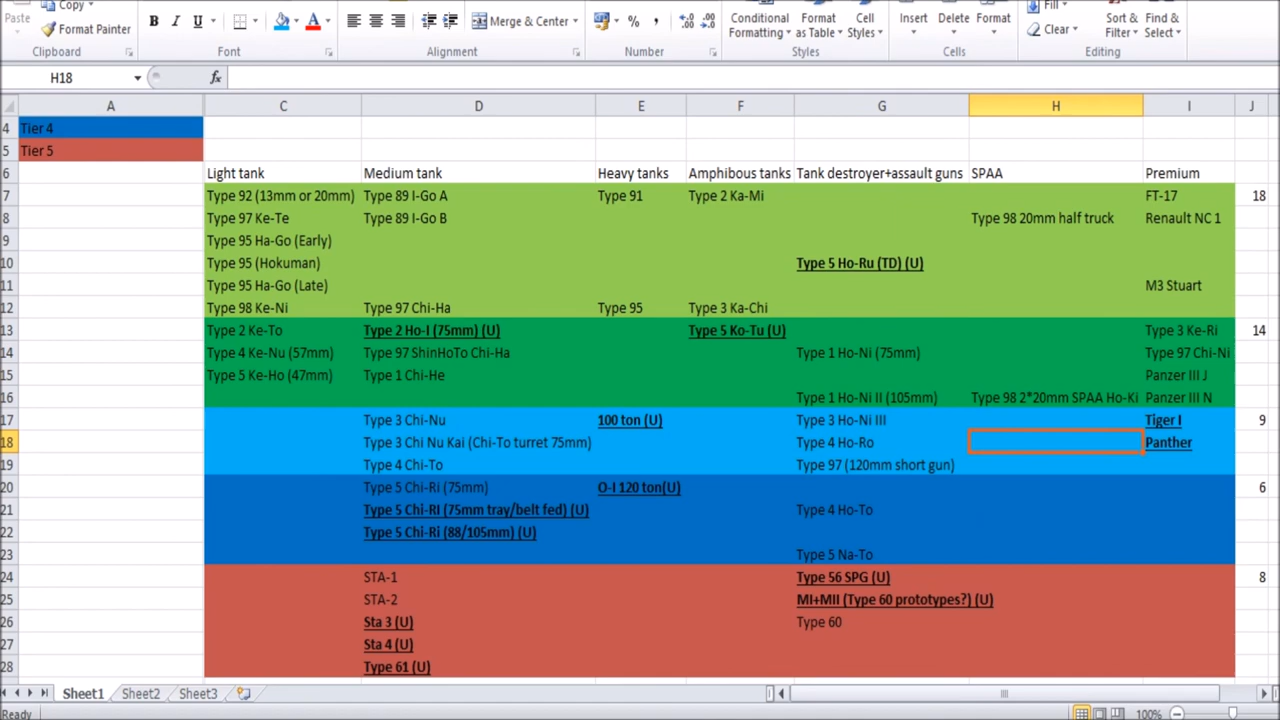 Paste
Copy
Format Painter
Clipboard
B I U
A
Font
Merge & Center
Alignment
% ,
Number
Conditional Formatting
Format as Table
Cell Styles
Styles
Insert Delete Format
Cells
Fill
Clear
Sort & Filter
Find & Select
Editing
H18 fx
A C D E F G H I J
4 Tier 4
5 Tier 5
6 Light tank Medium tank Heavy tanks Amphibous tanks Tank destroyer+assault guns SPAA Premium
7 Type 92 (13mm or 20mm) Type 89 I-Go A Type 91 Type 2 Ka-Mi FT-17 18
8 Type 97 Ke-Te Type 89 I-Go B Type 98 20mm half truck Renault NC 1
9 Type 95 Ha-Go (Early)
10 Type 95 (Hokuman) Type 5 Ho-Ru (TD) (U)
11 Type 95 Ha-Go (Late) M3 Stuart
12 Type 98 Ke-Ni Type 97 Chi-Ha Type 95 Type 3 Ka-Chi
13 Type 2 Ke-To Type 2 Ho-I (75mm) (U) Type 5 Ko-Tu (U) Type 3 Ke-Ri 14
14 Type 4 Ke-Nu (57mm) Type 97 ShinHoTo Chi-Ha Type 1 Ho-Ni (75mm) Type 97 Chi-Ni
15 Type 5 Ke-Ho (47mm) Type 1 Chi-He Panzer III J
16 Type 1 Ho-Ni II (105mm) Type 98 2*20mm SPAA Ho-Ki Panzer III N
17 Type 3 Chi-Nu 100 ton (U) Type 3 Ho-Ni III Tiger I 9
18 Type 3 Chi Nu Kai (Chi-To turret 75mm) Type 4 Ho-Ro Panther
19 Type 4 Chi-To Type 97 (120mm short gun)
20 Type 5 Chi-Ri (75mm) O-I 120 ton(U) 6
21 Type 5 Chi-RI (75mm tray/belt fed) (U) Type 4 Ho-To
22 Type 5 Chi-Ri (88/105mm) (U)
23 Type 5 Na-To
24 STA-1 Type 56 SPG (U) 8
25 STA-2 MI+MII (Type 60 prototypes?) (U)
26 Sta 3 (U) Type 60
27 Sta 4 (U)
28 Type 61 (U)
Sheet1 Sheet2 Sheet3
Ready 100%